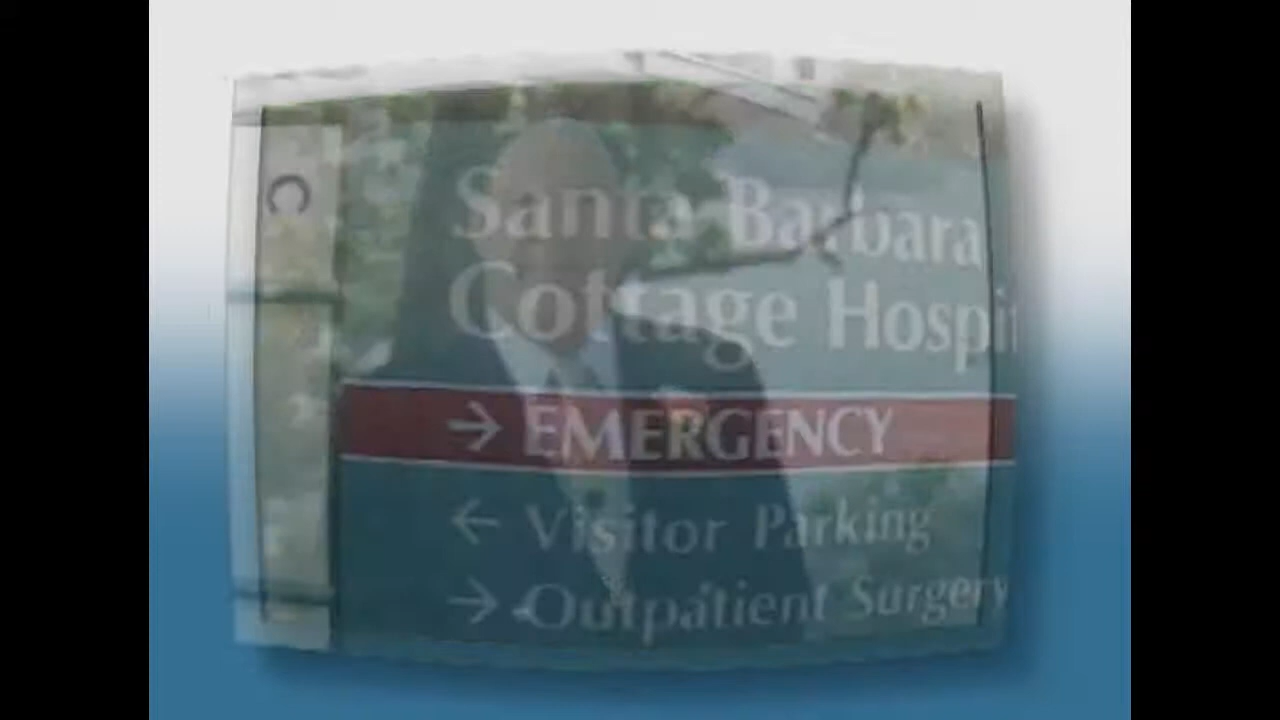 C
Santa Barbara
Cottage Hospi
→ EMERGENCY
← Visitor Parking
→ Outpatient Surgery